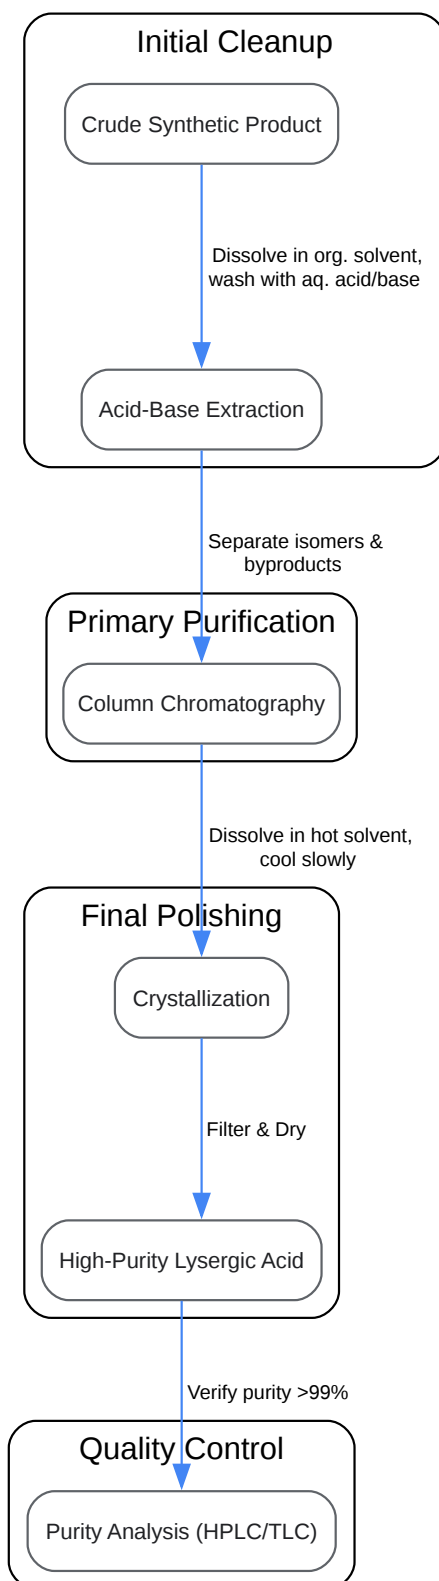 Initial Cleanup
Crude Synthetic Product
Dissolve in org. solvent,
wash with aq. acid/base
Acid-Base Extraction
Separate isomers &
byproducts
Primary Purification
Column Chromatography
Dissolve in hot solvent,
cool slowly
Final Polishing
Crystallization
Filter & Dry
High-Purity Lysergic Acid
Verify purity >99%
Quality Control
Purity Analysis (HPLC/TLC)